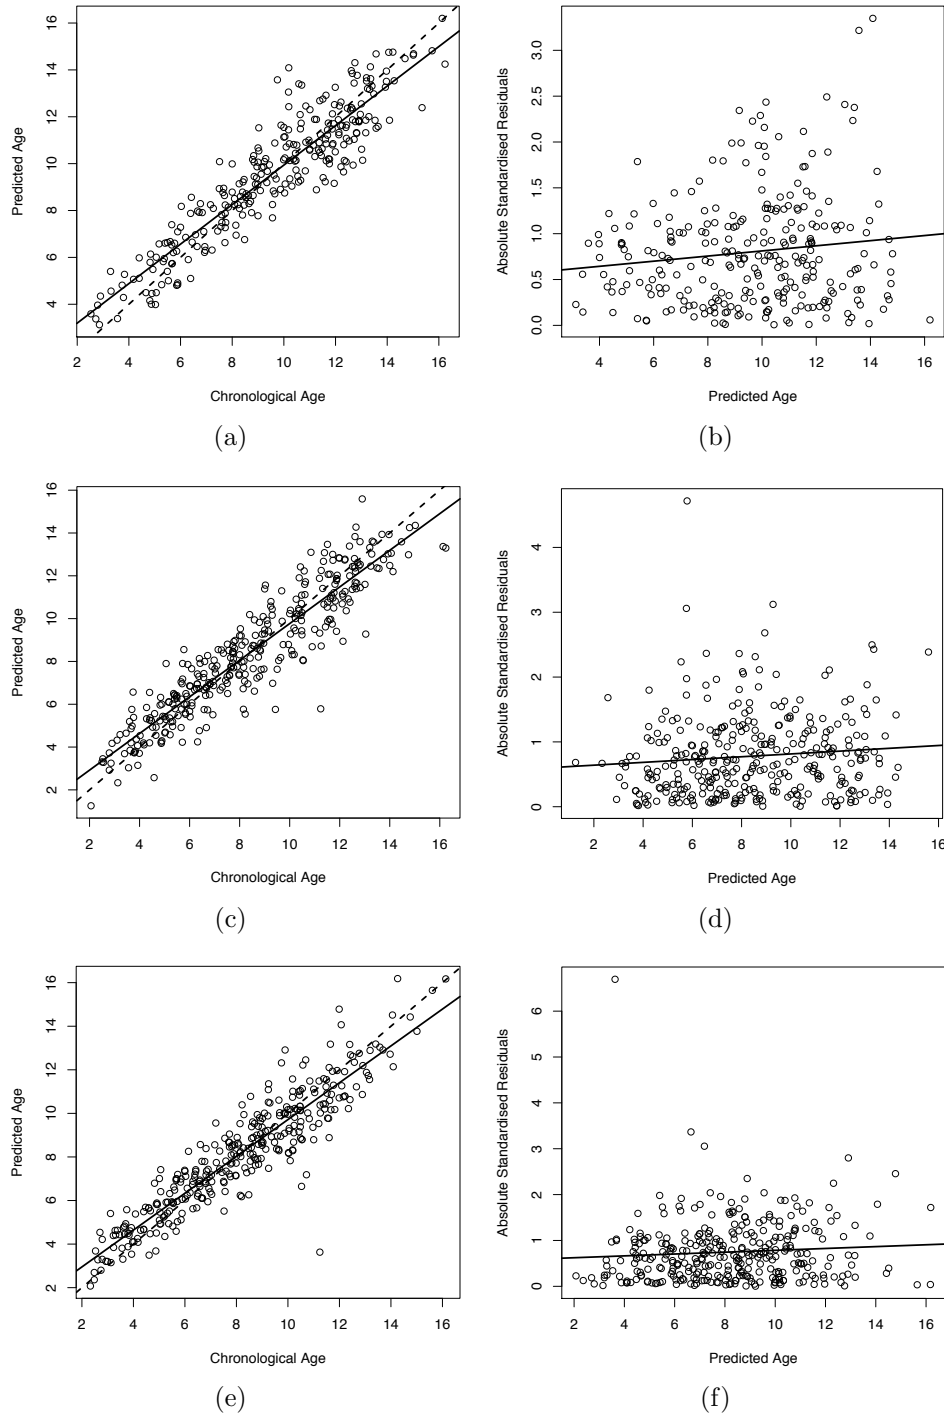 16
14
12
10
8
6
4
Predicted Age
2 4 6 8 10 12 14 16
Chronological Age
(a)
3.0
2.5
2.0
1.5
1.0
0.5
0.0
Absolute Standardised Residuals
4 6 8 10 12 14 16
Predicted Age
(b)
16
14
12
10
8
6
4
2
Predicted Age
2 4 6 8 10 12 14 16
Chronological Age
(c)
4
3
2
1
0
Absolute Standardised Residuals
2 4 6 8 10 12 14 16
Predicted Age
(d)
16
14
12
10
8
6
4
2
Predicted Age
2 4 6 8 10 12 14 16
Chronological Age
(e)
6
5
4
3
2
1
0
Absolute Standardised Residuals
2 4 6 8 10 12 14 16
Predicted Age
(f)